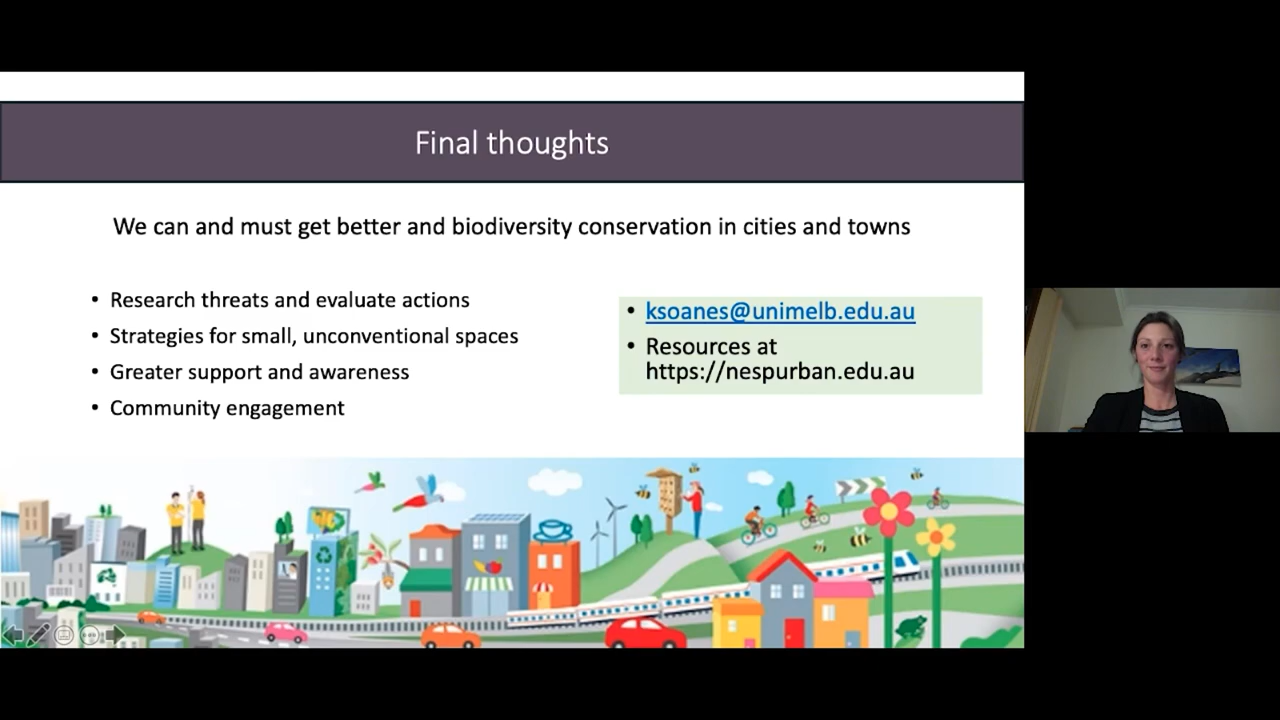 Final thoughts
We can and must get better and biodiversity conservation in cities and towns
• Research threats and evaluate actions
• Strategies for small, unconventional spaces
• Greater support and awareness
• Community engagement
• ksoanes@unimelb.edu.au
• Resources at
https://nespurban.edu.au